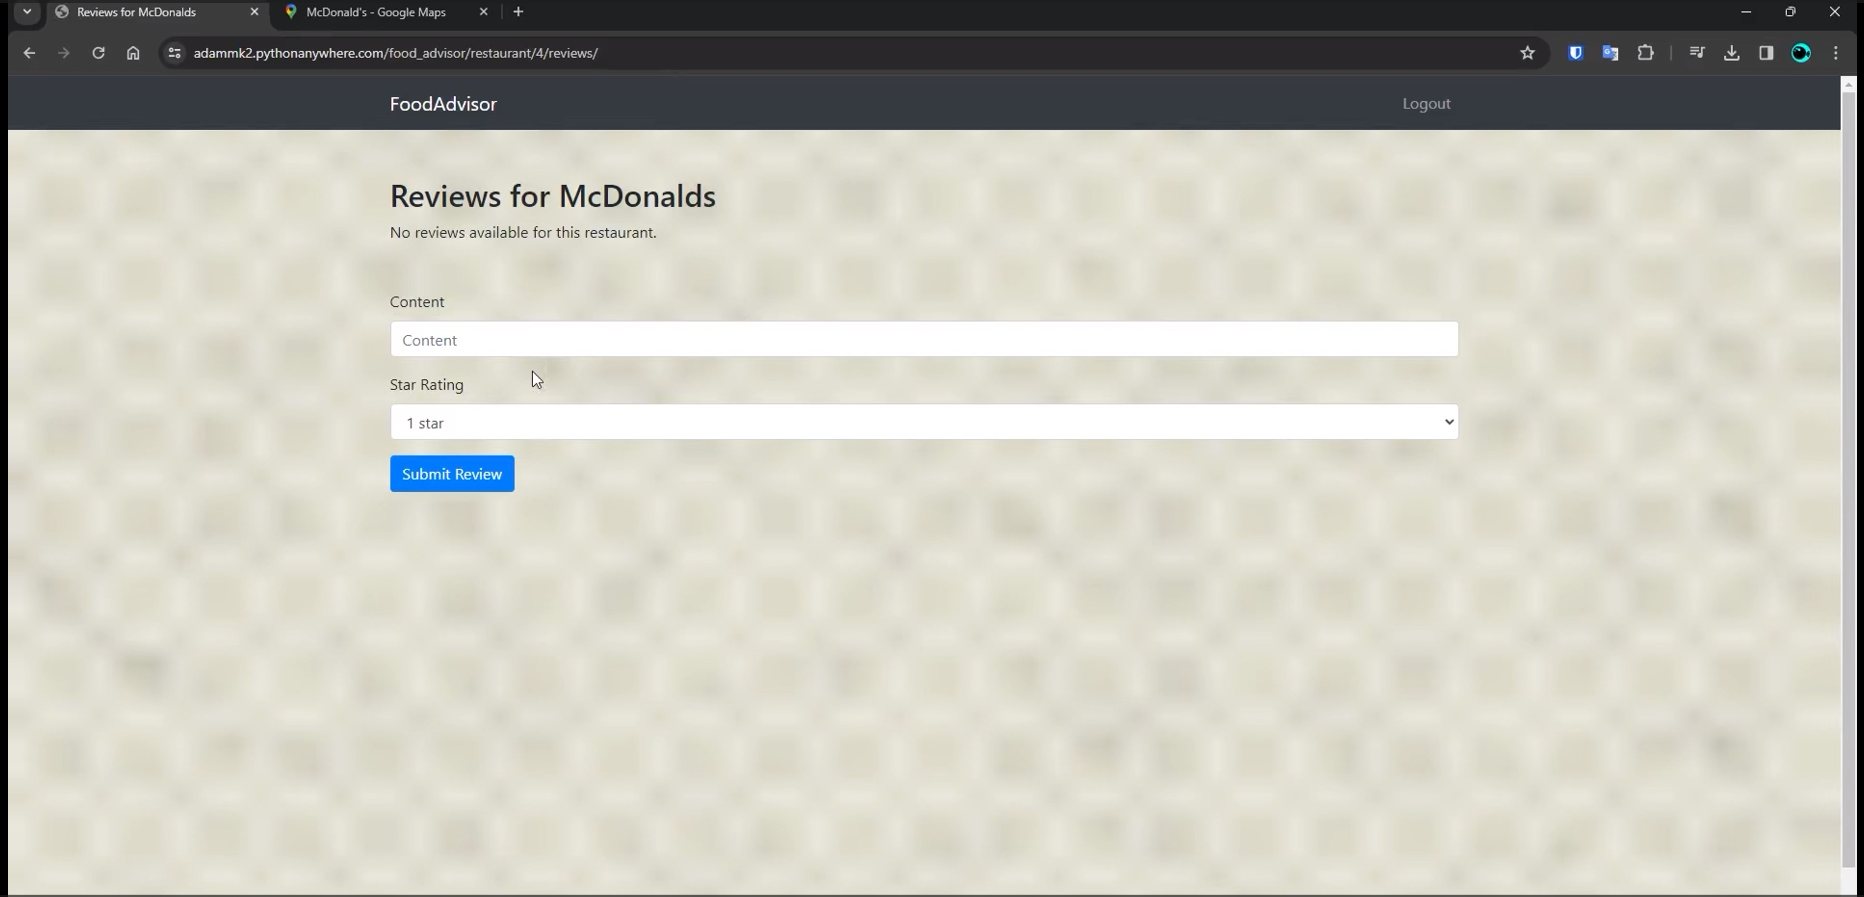 Reviews for McDonalds
McDonald's - Google Maps
adammk2.pythonanywhere.com/food_advisor/restaurant/4/reviews/
FoodAdvisor
Logout
Reviews for McDonalds
No reviews available for this restaurant.
Content
Content
Star Rating
1 star
Submit Review